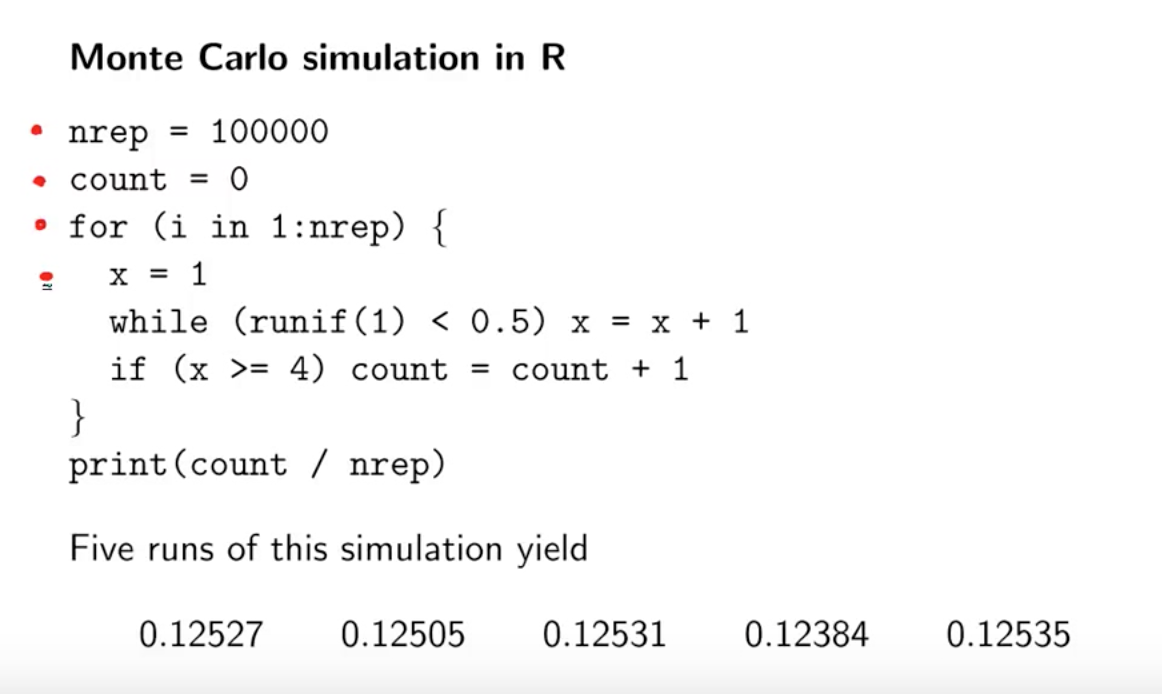 Monte Carlo simulation in R
nrep = 100000
count = 0
for (i in 1:nrep) {
x = 1
while (runif(1) < 0.5) x = x + 1
if (x >= 4) count = count + 1
}
print(count / nrep)
Five runs of this simulation yield
0.12527 0.12505 0.12531 0.12384 0.12535